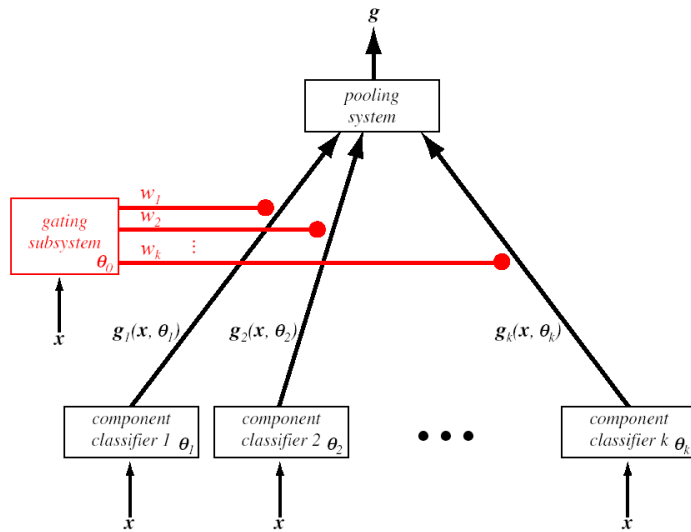 g
pooling
system
w₁
w₂
gating
subsystem
θ₀
wₖ
⋮
x
g₁(x, θ₁)
g₂(x, θ₂)
gₖ(x, θₖ)
component
classifier 1 θ₁
component
classifier 2 θ₂
• • •
component
classifier k θₖ
x
x
x